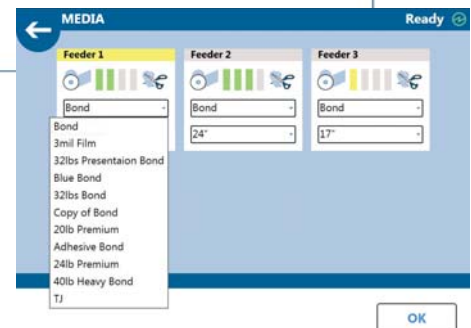 MEDIA
Ready
Feeder 1
Feeder 2
Feeder 3
Bond
Bond
Bond
Bond
3mil Film
32lbs Presentaion Bond
Blue Bond
32lbs Bond
Copy of Bond
20lb Premium
Adhesive Bond
24lb Premium
40lb Heavy Bond
TJ
24"
17"
OK